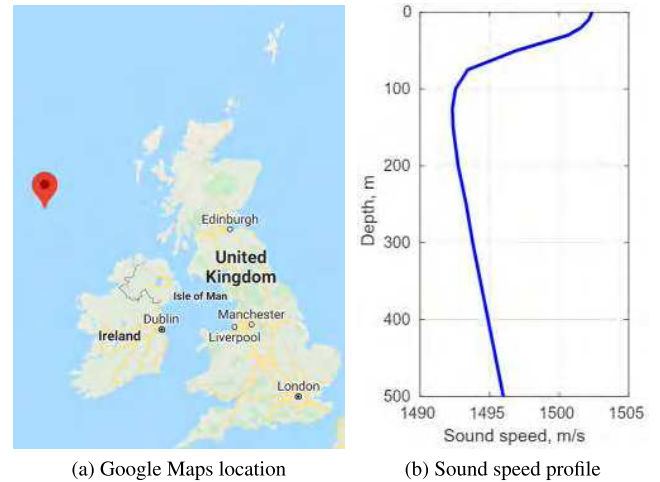 Edinburgh
United
Kingdom
Isle of Man
Manchester
Dublin
Ireland
Liverpool
London
(a) Google Maps location
0
100
200
300
400
500
Depth, m
1490
1495
1500
1505
Sound speed, m/s
(b) Sound speed profile